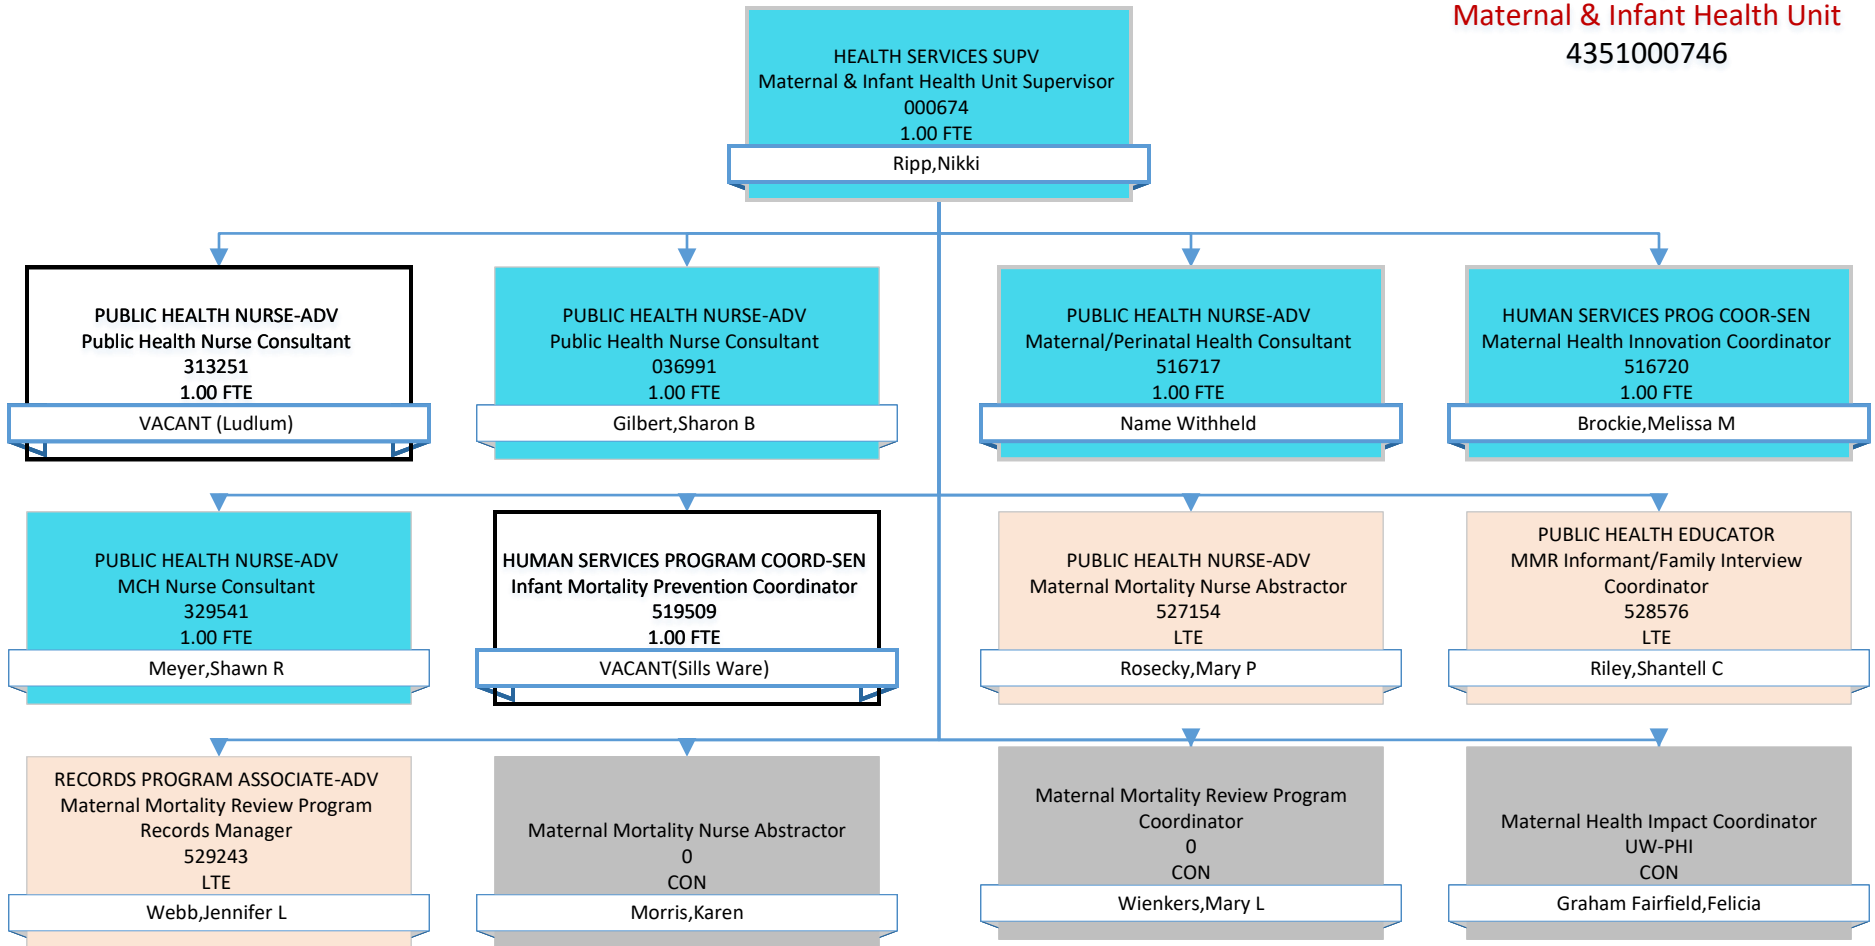 Maternal & Infant Health Unit
4351000746
HEALTH SERVICES SUPV
Maternal & Infant Health Unit Supervisor
000674
1.00 FTE
Ripp,Nikki
PUBLIC HEALTH NURSE-ADV
Public Health Nurse Consultant
313251
1.00 FTE
VACANT (Ludlum)
PUBLIC HEALTH NURSE-ADV
Public Health Nurse Consultant
036991
1.00 FTE
Gilbert,Sharon B
PUBLIC HEALTH NURSE-ADV
Maternal/Perinatal Health Consultant
516717
1.00 FTE
Name Withheld
HUMAN SERVICES PROG COOR-SEN
Maternal Health Innovation Coordinator
516720
1.00 FTE
Brockie,Melissa M
PUBLIC HEALTH NURSE-ADV
MCH Nurse Consultant
329541
1.00 FTE
Meyer,Shawn R
HUMAN SERVICES PROGRAM COORD-SEN
Infant Mortality Prevention Coordinator
519509
1.00 FTE
VACANT(Sills Ware)
PUBLIC HEALTH NURSE-ADV
Maternal Mortality Nurse Abstractor
527154
LTE
Rosecky,Mary P
PUBLIC HEALTH EDUCATOR
MMR Informant/Family Interview
Coordinator
528576
LTE
Riley,Shantell C
RECORDS PROGRAM ASSOCIATE-ADV
Maternal Mortality Review Program
Records Manager
529243
LTE
Webb,Jennifer L
Maternal Mortality Nurse Abstractor
0
CON
Morris,Karen
Maternal Mortality Review Program
Coordinator
0
CON
Wienkers,Mary L
Maternal Health Impact Coordinator
UW-PHI
CON
Graham Fairfield,Felicia